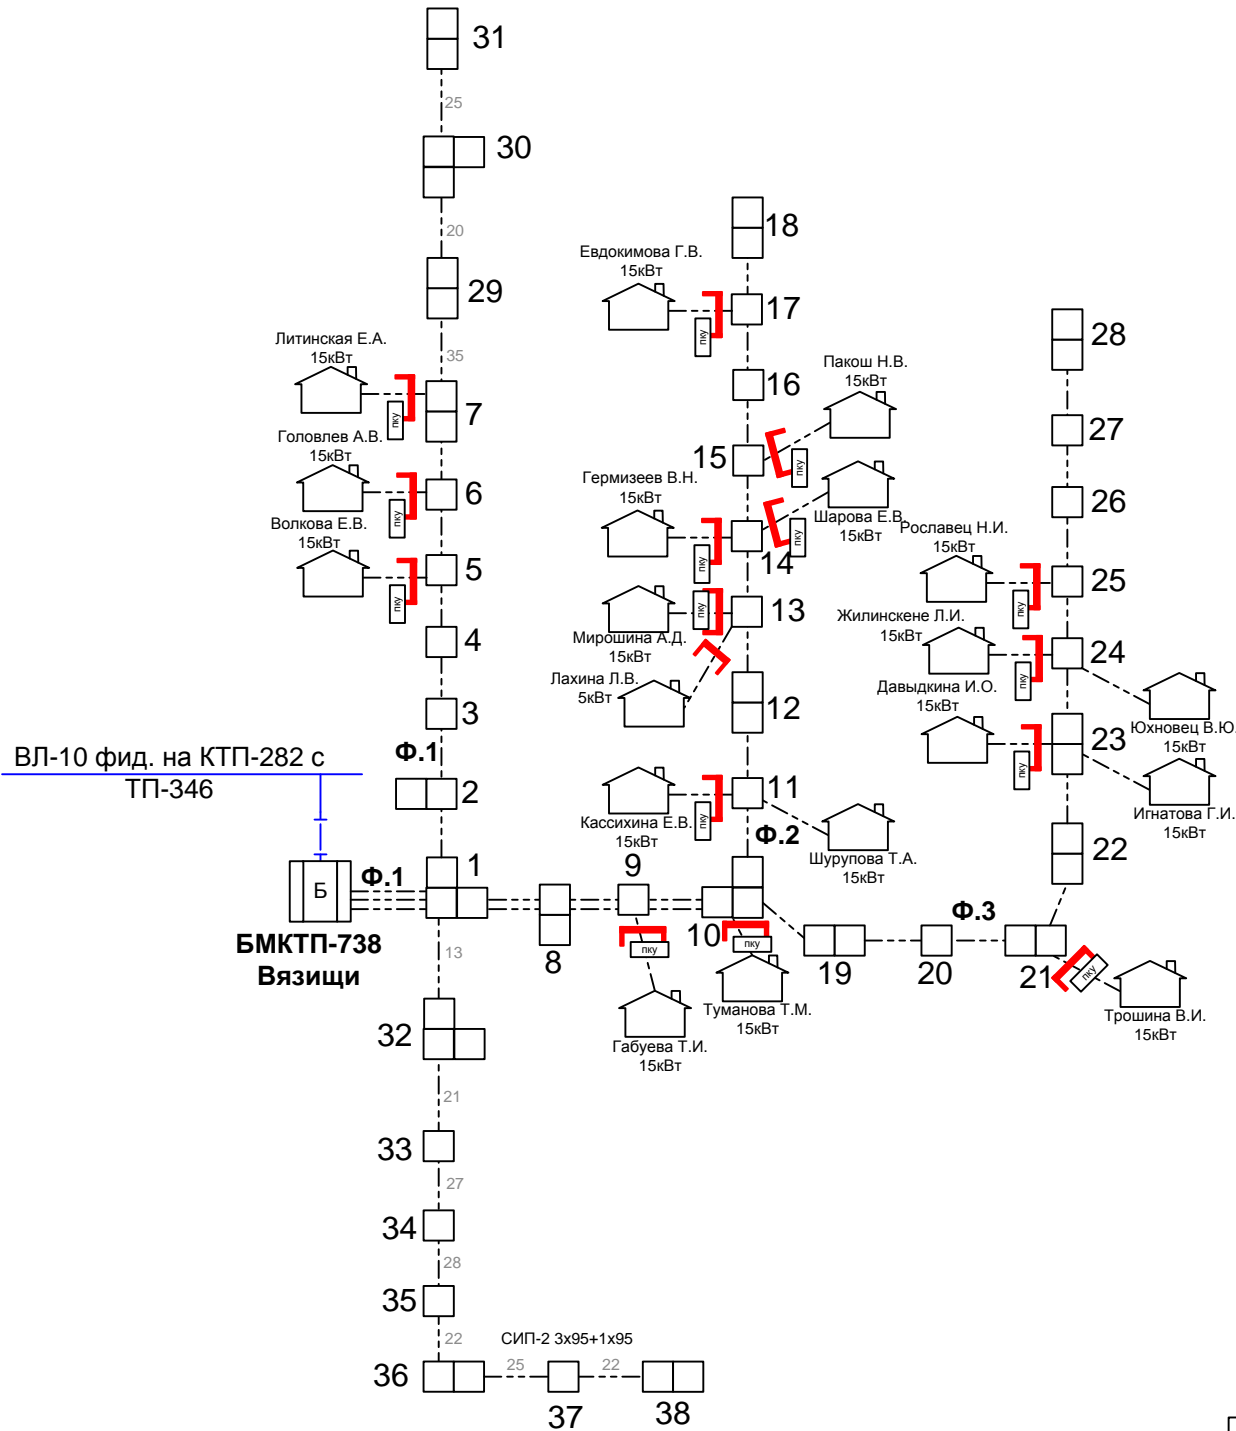 31
25
30
20
29
35
Литинская Е.А.
15кВт
пку
7
Головлев А.В.
15кВт
пку
6
Волкова Е.В.
15кВт
пку
5
4
3
Ф.1
2
ВЛ-10 фид. на КТП-282 с
ТП-346
Б
Ф.1
1
БМКТП-738
Вязищи
8
9
пку
Габуева Т.И.
15кВт
10
пку
Туманова Т.М.
15кВт
18
Евдокимова Г.В.
15кВт
пку
17
16
Пакош Н.В.
15кВт
пку
15
Гермизеев В.Н.
15кВт
пку
Шарова Е.В.
15кВт
пку
14
13
пку
Мирошина А.Д.
15кВт
Лахина Л.В.
5кВт
12
11
пку
Кассихина Е.В.
15кВт
Ф.2
Шурупова Т.А.
15кВт
28
27
26
Рославец Н.И.
15кВт
пку
25
Жилинскене Л.И.
15кВт
пку
24
Давыдкина И.О.
15кВт
пку
23
Юхновец В.Ю.
15кВт
Игнатова Г.И.
15кВт
22
Ф.3
19
20
21
пку
Трошина В.И.
15кВт
13
32
21
33
27
34
28
35
22
СИП-2 3х95+1х95
36
25
37
22
38